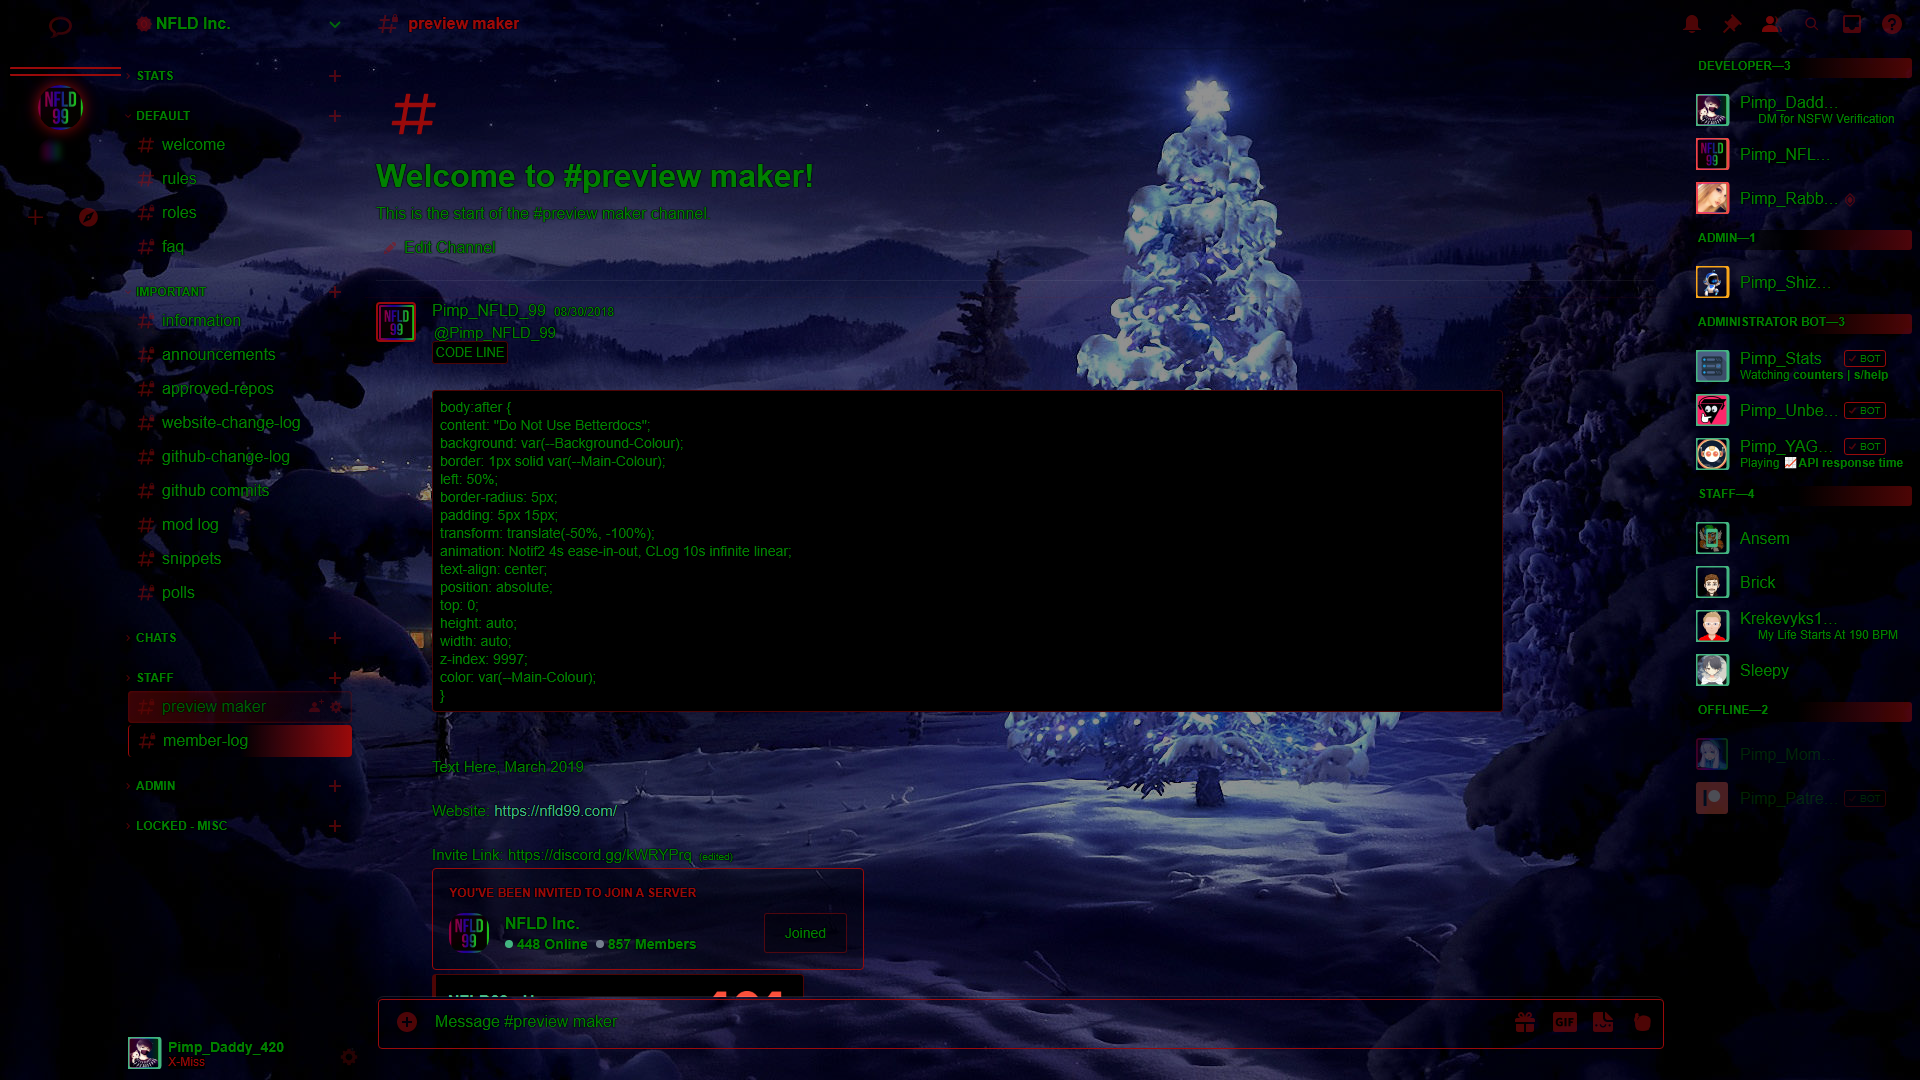 NFLD Inc.
preview maker
STATS
DEFAULT
welcome
rules
roles
faq
IMPORTANT
information
announcements
approved-repos
website-change-log
github-change-log
github commits
mod log
snippets
polls
CHATS
STAFF
preview maker
member-log
ADMIN
LOCKED - MISC
Pimp_Daddy_420
X-Miss
NFLD
99
#
Welcome to #preview maker!
This is the start of the #preview maker channel.
Edit Channel
NFLD
99
Pimp_NFLD_99 08/30/2018
@Pimp_NFLD_99
CODE LINE
body:after {
content: "Do Not Use Betterdocs";
background: var(--Background-Colour);
border: 1px solid var(--Main-Colour);
left: 50%;
border-radius: 5px;
padding: 5px 15px;
transform: translate(-50%, -100%);
animation: Notif2 4s ease-in-out, CLog 10s infinite linear;
text-align: center;
position: absolute;
top: 0;
height: auto;
width: auto;
z-index: 9997;
color: var(--Main-Colour);
}
Text Here, March 2019
Website: https://nfld99.com/
Invite Link: https://discord.gg/kWRYPrq (edited)
YOU'VE BEEN INVITED TO JOIN A SERVER
NFLD
99
NFLD Inc.
448 Online 857 Members
Joined
Message #preview maker
GIF
DEVELOPER—3
Pimp_Dadd...
DM for NSFW Verification
NFLD
99
Pimp_NFL...
Pimp_Rabb...
ADMIN—1
Pimp_Shiz...
ADMINISTRATOR BOT—3
Pimp_Stats ✓ BOT
Watching counters | s/help
Pimp_Unbe... ✓ BOT
Pimp_YAG... ✓ BOT
Playing 📈 API response time
STAFF—4
Ansem
Brick
Krekevyks1...
My Life Starts At 190 BPM
Sleepy
OFFLINE—2
Pimp_Mom...
Pimp_Patre... ✓ BOT